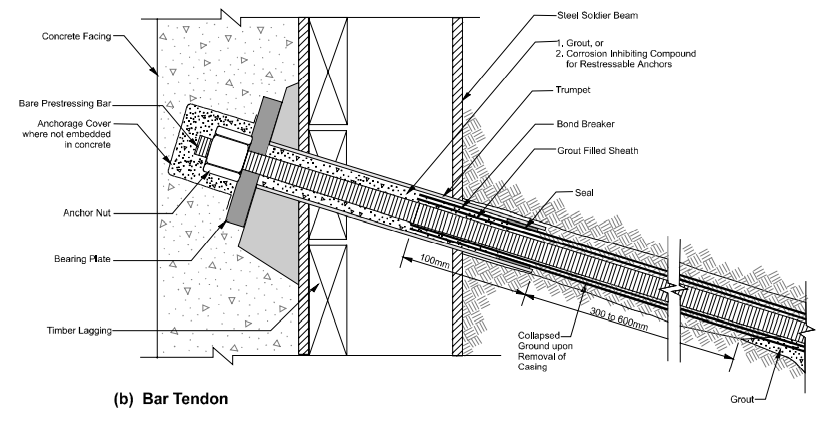 Concrete Facing
Bare Prestressing Bar
Anchorage Cover
where not embedded
in concrete
Anchor Nut
Bearing Plate
Timber Lagging
Steel Soldier Beam
1, Grout, or
2. Corrosion Inhibiting Compound
for Restressable Anchors
Trumpet
Bond Breaker
Grout Filled Sheath
Seal
100mm
300 to 600mm
Collapsed
Ground upon
Removal of
Casing
Grout
(b) Bar Tendon